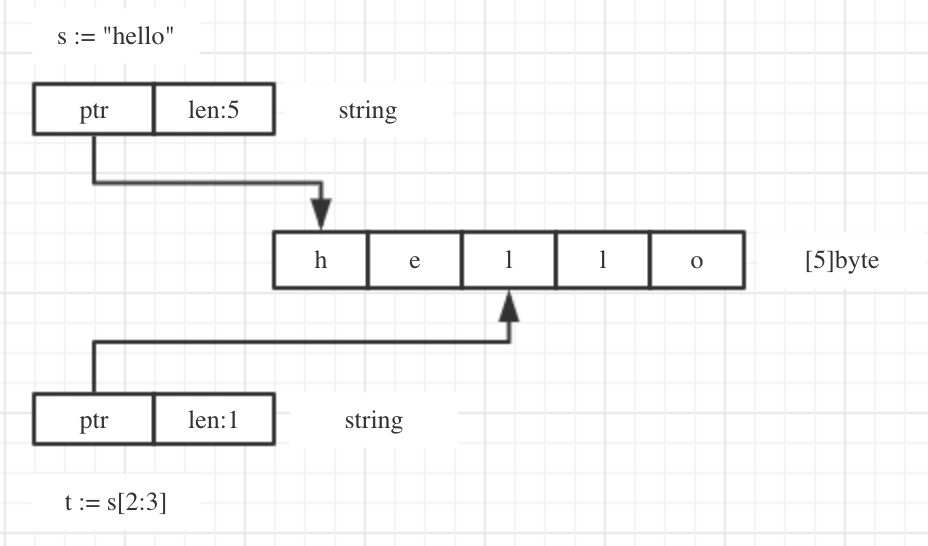 s := "hello"
ptr len:5 string
h e l l o [5]byte
ptr len:1 string
t := s[2:3]